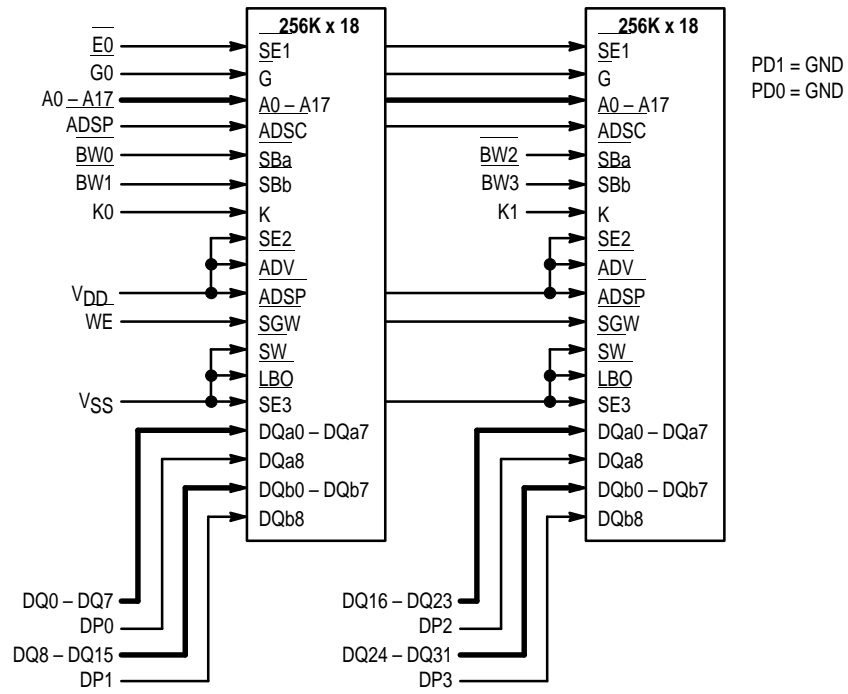 256K x 18
E0
G0
A0 – A17
ADSP
BW0
BW1
K0
VDD
WE
VSS
SE1
G
A0 – A17
ADSC
SBa
SBb
K
SE2
ADV
ADSP
SGW
SW
LBO
SE3
DQa0 – DQa7
DQa8
DQb0 – DQb7
DQb8
DQ0 – DQ7
DP0
DQ8 – DQ15
DP1
256K x 18
BW2
BW3
K1
SE1
G
A0 – A17
ADSC
SBa
SBb
K
SE2
ADV
ADSP
SGW
SW
LBO
SE3
DQa0 – DQa7
DQa8
DQb0 – DQb7
DQb8
DQ16 – DQ23
DP2
DQ24 – DQ31
DP3
PD1 = GND
PD0 = GND